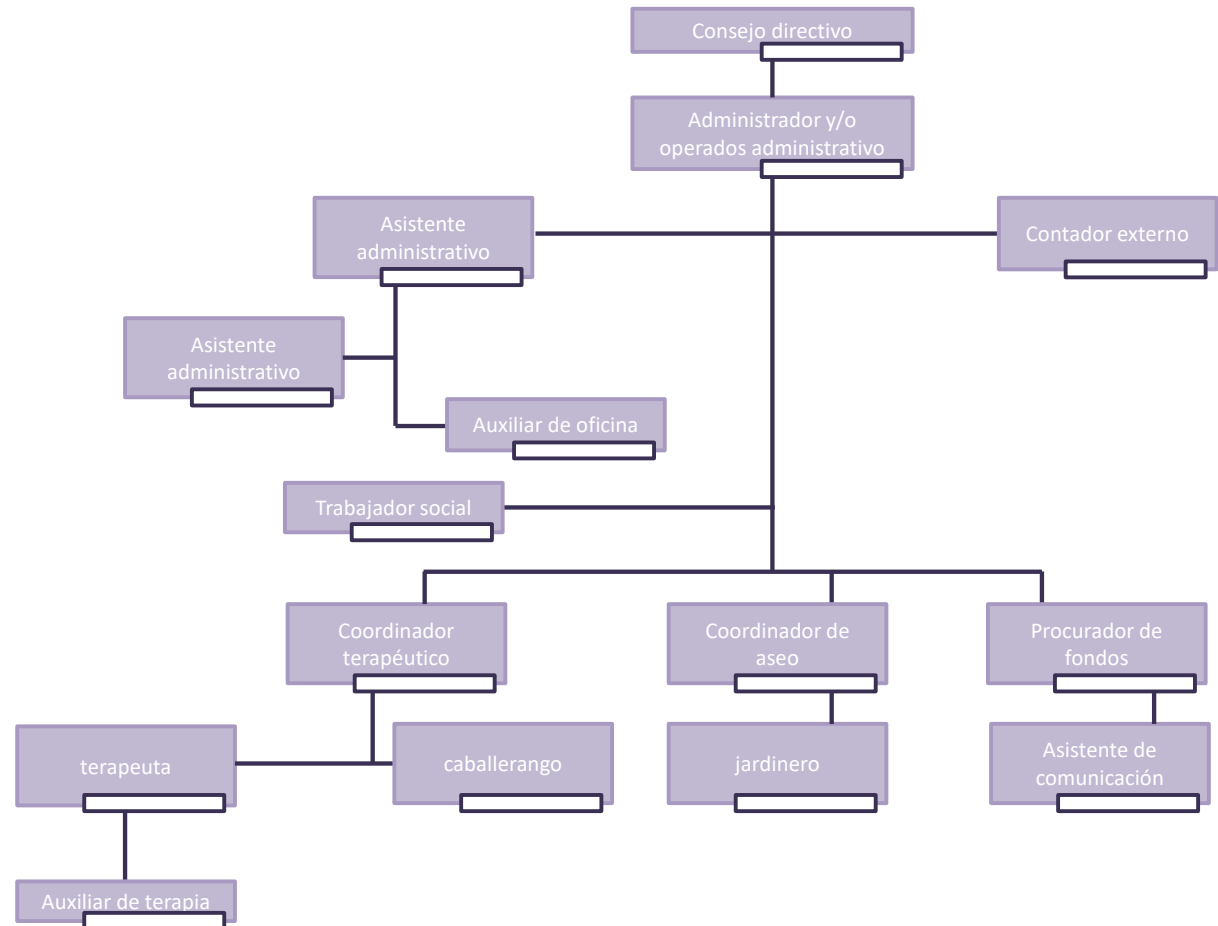 Consejo directivo
Administrador y/o
operados administrativo
Asistente
administrativo
Contador externo
Asistente
administrativo
Auxiliar de oficina
Trabajador social
Coordinador
terapéutico
Coordinador de
aseo
Procurador de
fondos
terapeuta
caballerango
jardinero
Asistente de
comunicación
Auxiliar de terapia